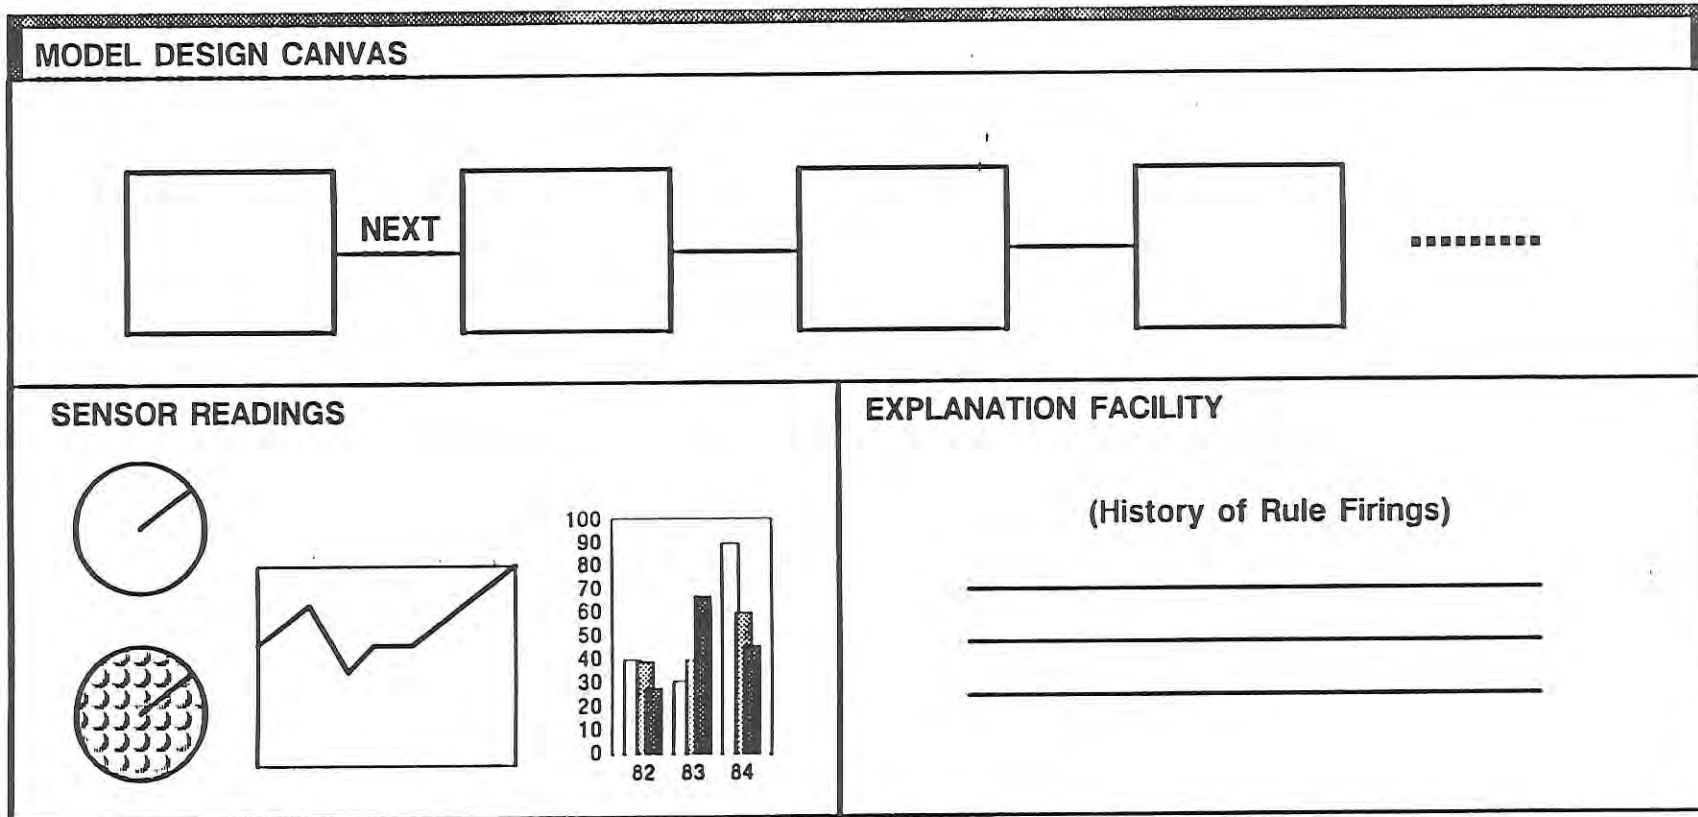 MODEL DESIGN CANVAS
NEXT
SENSOR READINGS
100
90
80
70
60
50
40
30
20
10
0
82 83 84
EXPLANATION FACILITY
(History of Rule Firings)